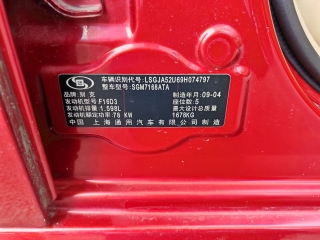 车辆识别代号: LSGJA52U69H074797
整车型号: SGM7168ATA
品牌: 别克 制造年月: 09-04
发动机型号: F16D3 座位数: 5
发动机排量: 1.598L 最大设计总质量
发动机额定功率: 78 KW 1678KG
中国 上海通用汽车有限公司制造